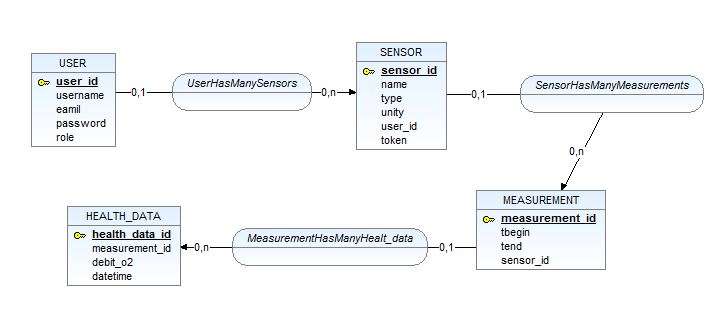 USER
user_id
username
eamil
password
role
0,1
UserHasManySensors
0,n
SENSOR
sensor_id
name
type
unity
user_id
token
0,1
SensorHasManyMeasurements
0,n
MEASUREMENT
measurement_id
tbegin
tend
sensor_id
0,1
MeasurementHasManyHealt_data
0,n
HEALTH_DATA
health_data_id
measurement_id
debit_o2
datetime